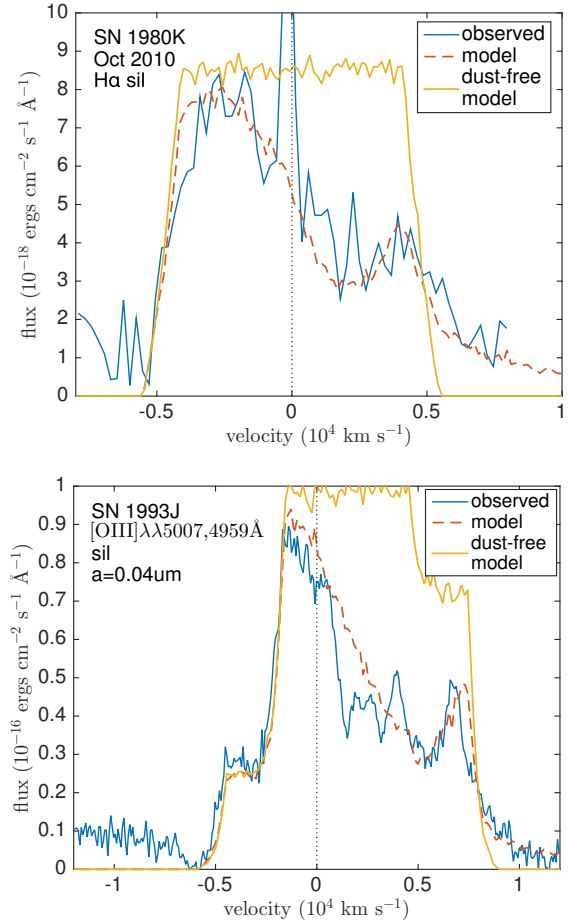 10
9
8
7
6
5
4
3
2
1
0
flux (10⁻¹⁸ ergs cm⁻² s⁻¹ Å⁻¹)
SN 1980K
Oct 2010
Hα sil
observed
model
dust-free
model
-0.5
0
0.5
1
velocity (10⁴ km s⁻¹)
1
0.9
0.8
0.7
0.6
0.5
0.4
0.3
0.2
0.1
0
flux (10⁻¹⁶ ergs cm⁻² s⁻¹ Å⁻¹)
SN 1993J
[OIII]λλ5007,4959Å
sil
a=0.04um
observed
model
dust-free
model
-1
-0.5
0
0.5
1
velocity (10⁴ km s⁻¹)